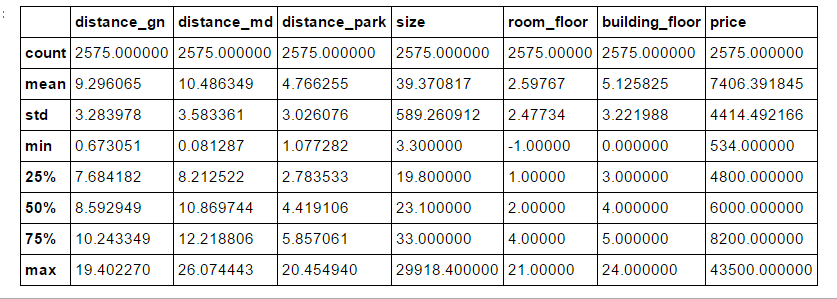 :
distance_gn distance_md distance_park size room_floor building_floor price
count 2575.000000 2575.000000 2575.000000 2575.000000 2575.00000 2575.000000 2575.000000
mean 9.296065 10.486349 4.766255 39.370817 2.59767 5.125825 7406.391845
std 3.283978 3.583361 3.026076 589.260912 2.47734 3.221988 4414.492166
min 0.673051 0.081287 1.077282 3.300000 -1.00000 0.000000 534.000000
25% 7.684182 8.212522 2.783533 19.800000 1.00000 3.000000 4800.000000
50% 8.592949 10.869744 4.419106 23.100000 2.00000 4.000000 6000.000000
75% 10.243349 12.218806 5.857061 33.000000 4.00000 5.000000 8200.000000
max 19.402270 26.074443 20.454940 29918.400000 21.00000 24.000000 43500.000000